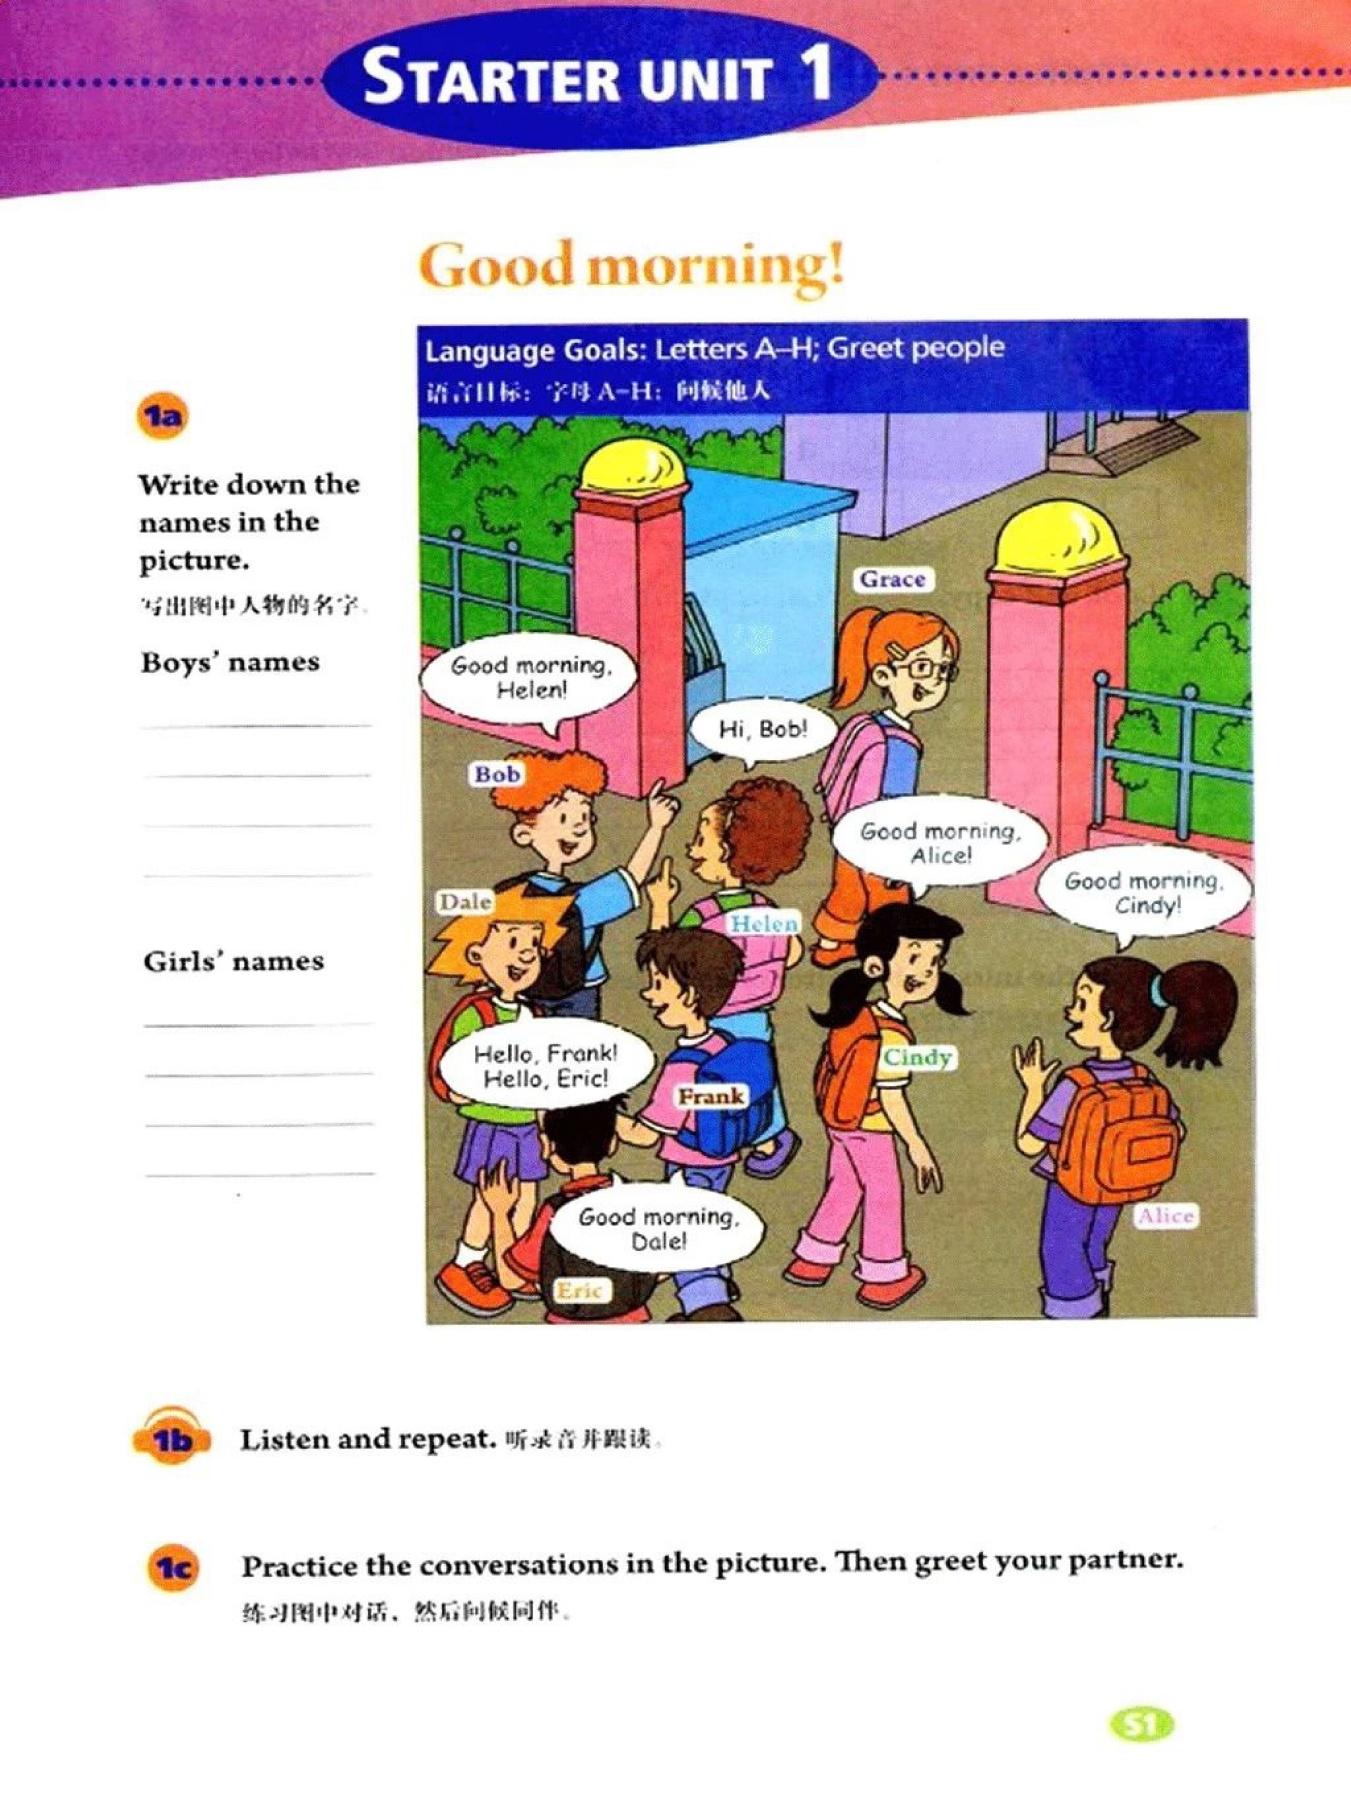 STARTER UNIT 1
Good morning!
Language Goals: Letters A–H; Greet people
语言目标：字母 A–H；问候他人
1a
Write down the
names in the
picture.
写出图中人物的名字。
Boys’ names
Girls’ names
Grace
Good morning,
Helen!
Hi, Bob!
Bob
Good morning,
Alice!
Good morning,
Cindy!
Dale
Helen
Hello, Frank!
Hello, Eric!
Cindy
Frank
Good morning,
Dale!
Alice
Eric
1b
Listen and repeat. 听录音并跟读。
1c
Practice the conversations in the picture. Then greet your partner.
练习图中对话，然后问候同伴。
S1